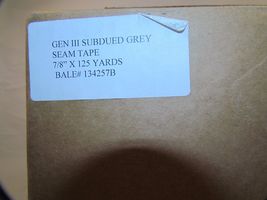 GEN III SUBDUED GREY
SEAM TAPE
7/8" X 125 YARDS
BALE# 134257B